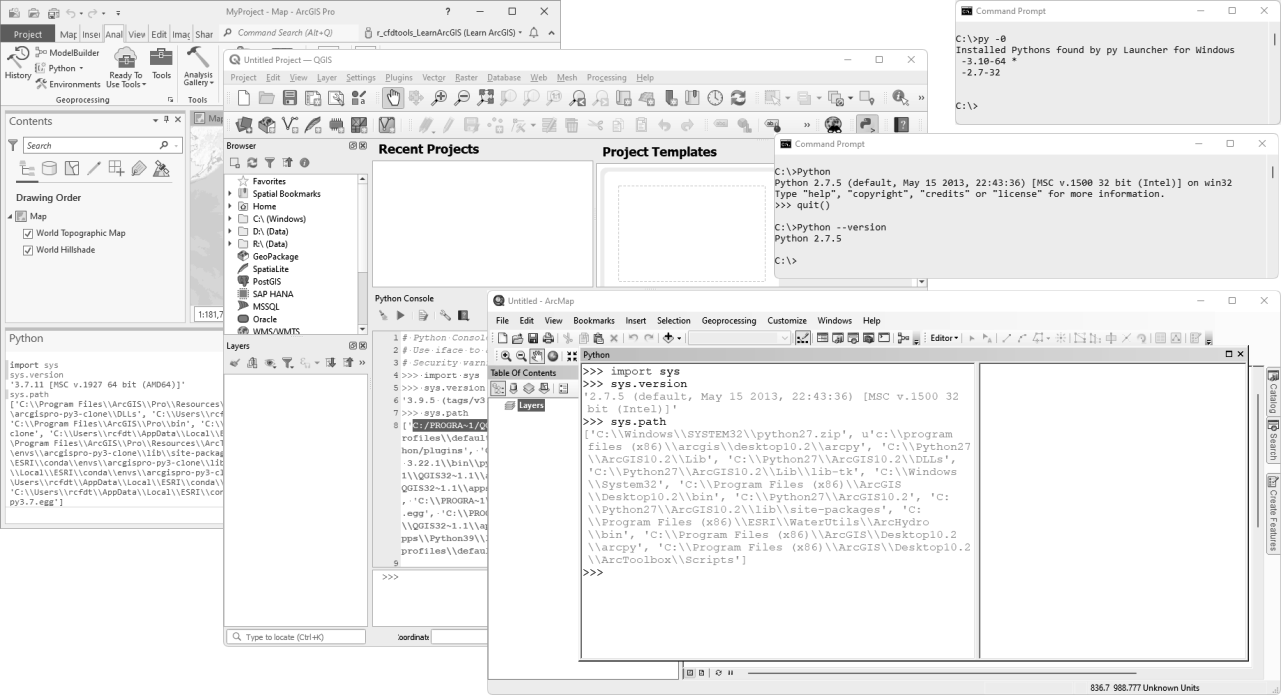 MyProject - Map - ArcGIS Pro
Project Map Inser Anal View Edit Imag Shar
Command Search (Alt+Q)
r_cfdtools_LearnArcGIS (Learn ArcGIS)
History
ModelBuilder
Python
Environments
Ready To
Use Tools
Tools
Analysis
Gallery
Geoprocessing
Tools
Contents
Search
Drawing Order
Map
World Topographic Map
World Hillshade
Map
1:181,7
Python
import sys
sys.version
'3.7.11 [MSC v.1927 64 bit (AMD64)]'
sys.path
['C:\\Program Files\\ArcGIS\\Pro\\Resources\
\arcgispro-py3-clone\\DLLs', 'C:\\Users\\rcf
'C:\\Program Files\\ArcGIS\\Pro\\bin', 'C:\\
clone', 'C:\\Users\\rcfdt\\AppData\\Local\\E
\Program Files\\ArcGIS\\Pro\\Resources\\ArcT
\envs\\arcgispro-py3-clone\\lib\\site-packag
ESRI\\conda\\envs\\arcgispro-py3-clone\\lib
\\Local\\ESRI\\conda\\envs\\arcgispro-py3-cl
\Users\\rcfdt\\AppData\\Local\\ESRI\\conda\\
'C:\\Users\\rcfdt\\AppData\\Local\\ESRI\\con
py3.7.egg']
Untitled Project — QGIS
Project Edit View Layer Settings Plugins Vector Raster Database Web Mesh Processing Help
Browser
Favorites
Spatial Bookmarks
Home
C:\ (Windows)
D:\ (Data)
R:\ (Data)
GeoPackage
SpatiaLite
PostGIS
SAP HANA
MSSQL
Oracle
WMS/WMTS
Layers
Type to locate (Ctrl+K)
Recent Projects
Project Templates
Python Console
1 # Python Consol
2 # Use iface to
3 # Security warn
4 >>> import sys
5 >>> sys.version
6 '3.9.5 (tags/v3
7 >>> sys.path
8 ['C:/PROGRA~1/QG
rofiles\\defaul
hon/plugins', '
3.22.1\\bin\\py
1\\QGIS32~1.1\\
QGIS32~1.1\\apps
, 'C:\\PROGRA~1\
.egg', 'C:\\PROG
\\QGIS32~1.1\\ap
pps\\Python39\\l
profiles\\defau
9
>>>
oordinate
Command Prompt
C:\>py -0
Installed Pythons found by py Launcher for Windows
-3.10-64 *
-2.7-32
C:\>
Command Prompt
C:\>Python
Python 2.7.5 (default, May 15 2013, 22:43:36) [MSC v.1500 32 bit (Intel)] on win32
Type "help", "copyright", "credits" or "license" for more information.
>>> quit()
C:\>Python --version
Python 2.7.5
C:\>
Untitled - ArcMap
File Edit View Bookmarks Insert Selection Geoprocessing Customize Windows Help
Editor
Table Of Contents
Layers
Python
>>> import sys
>>> sys.version
'2.7.5 (default, May 15 2013, 22:43:36) [MSC v.1500 32
bit (Intel)]'
>>> sys.path
['C:\\Windows\\SYSTEM32\\python27.zip', u'c:\\program
files (x86)\\arcgis\\desktop10.2\\arcpy', 'C:\\Python27
\\ArcGIS10.2\\Lib', 'C:\\Python27\\ArcGIS10.2\\DLLs',
'C:\\Python27\\ArcGIS10.2\\Lib\\lib-tk', 'C:\\Windows
\\System32', 'C:\\Program Files (x86)\\ArcGIS
\\Desktop10.2\\bin', 'C:\\Python27\\ArcGIS10.2', 'C:
\\Python27\\ArcGIS10.2\\lib\\site-packages', 'C:
\\Program Files (x86)\\ESRI\\WaterUtils\\ArcHydro
\\bin', 'C:\\Program Files (x86)\\ArcGIS\\Desktop10.2
\\arcpy', 'C:\\Program Files (x86)\\ArcGIS\\Desktop10.2
\\ArcToolbox\\Scripts']
>>>
Catalog
Search
Create Features
836.7 988.777 Unknown Units